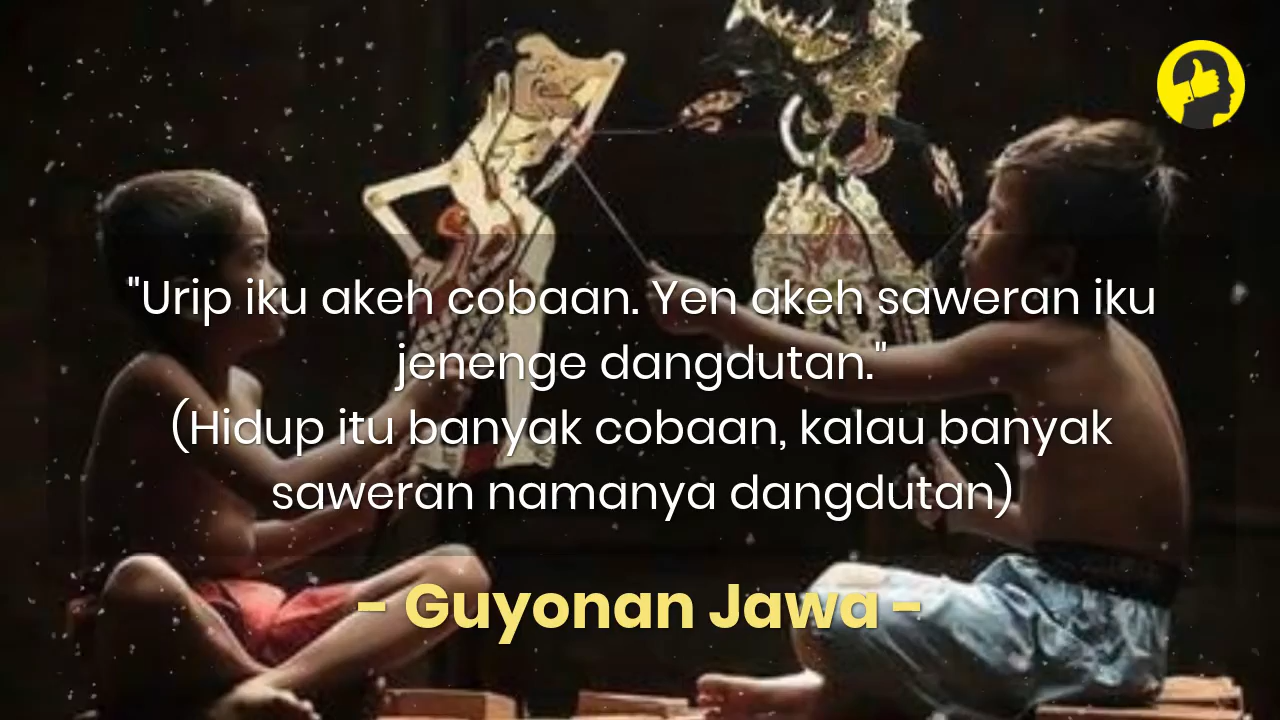 "Urip iku akeh cobaan. Yen akeh saweran iku
jenenge dangdutan."
(Hidup itu banyak cobaan, kalau banyak
saweran namanya dangdutan)
- Guyonan Jawa -